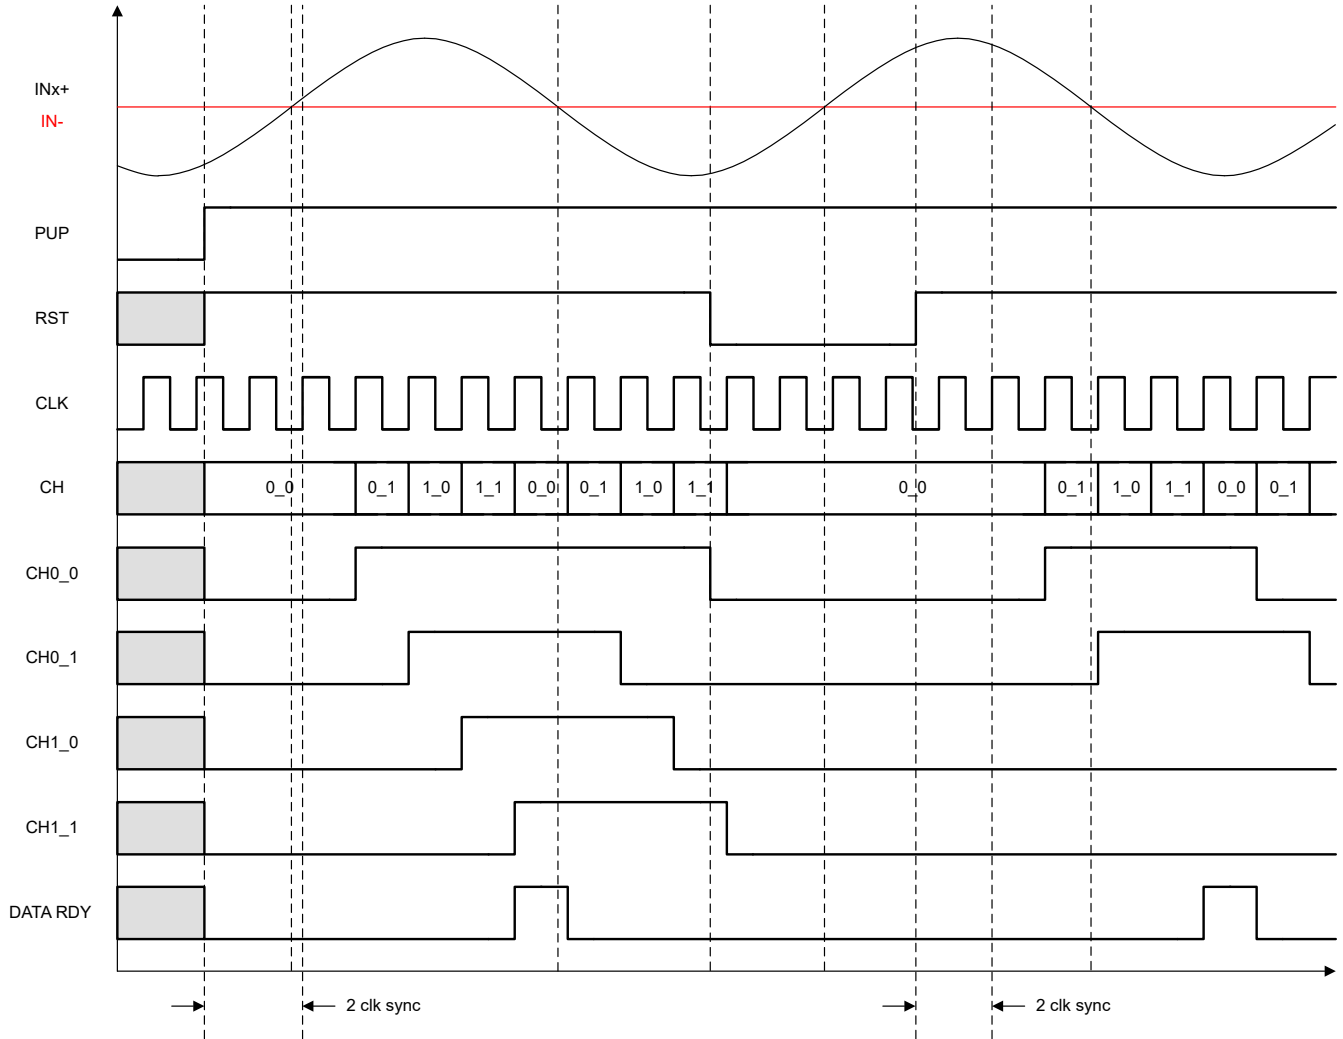 INx+
IN-
PUP
RST
CLK
CH
0_0 0_1 1_0 1_1 0_0 0_1 1_0 1_1 0_0 0_1 1_0 1_1 0_0 0_1
CH0_0
CH0_1
CH1_0
CH1_1
DATA RDY
2 clk sync 2 clk sync